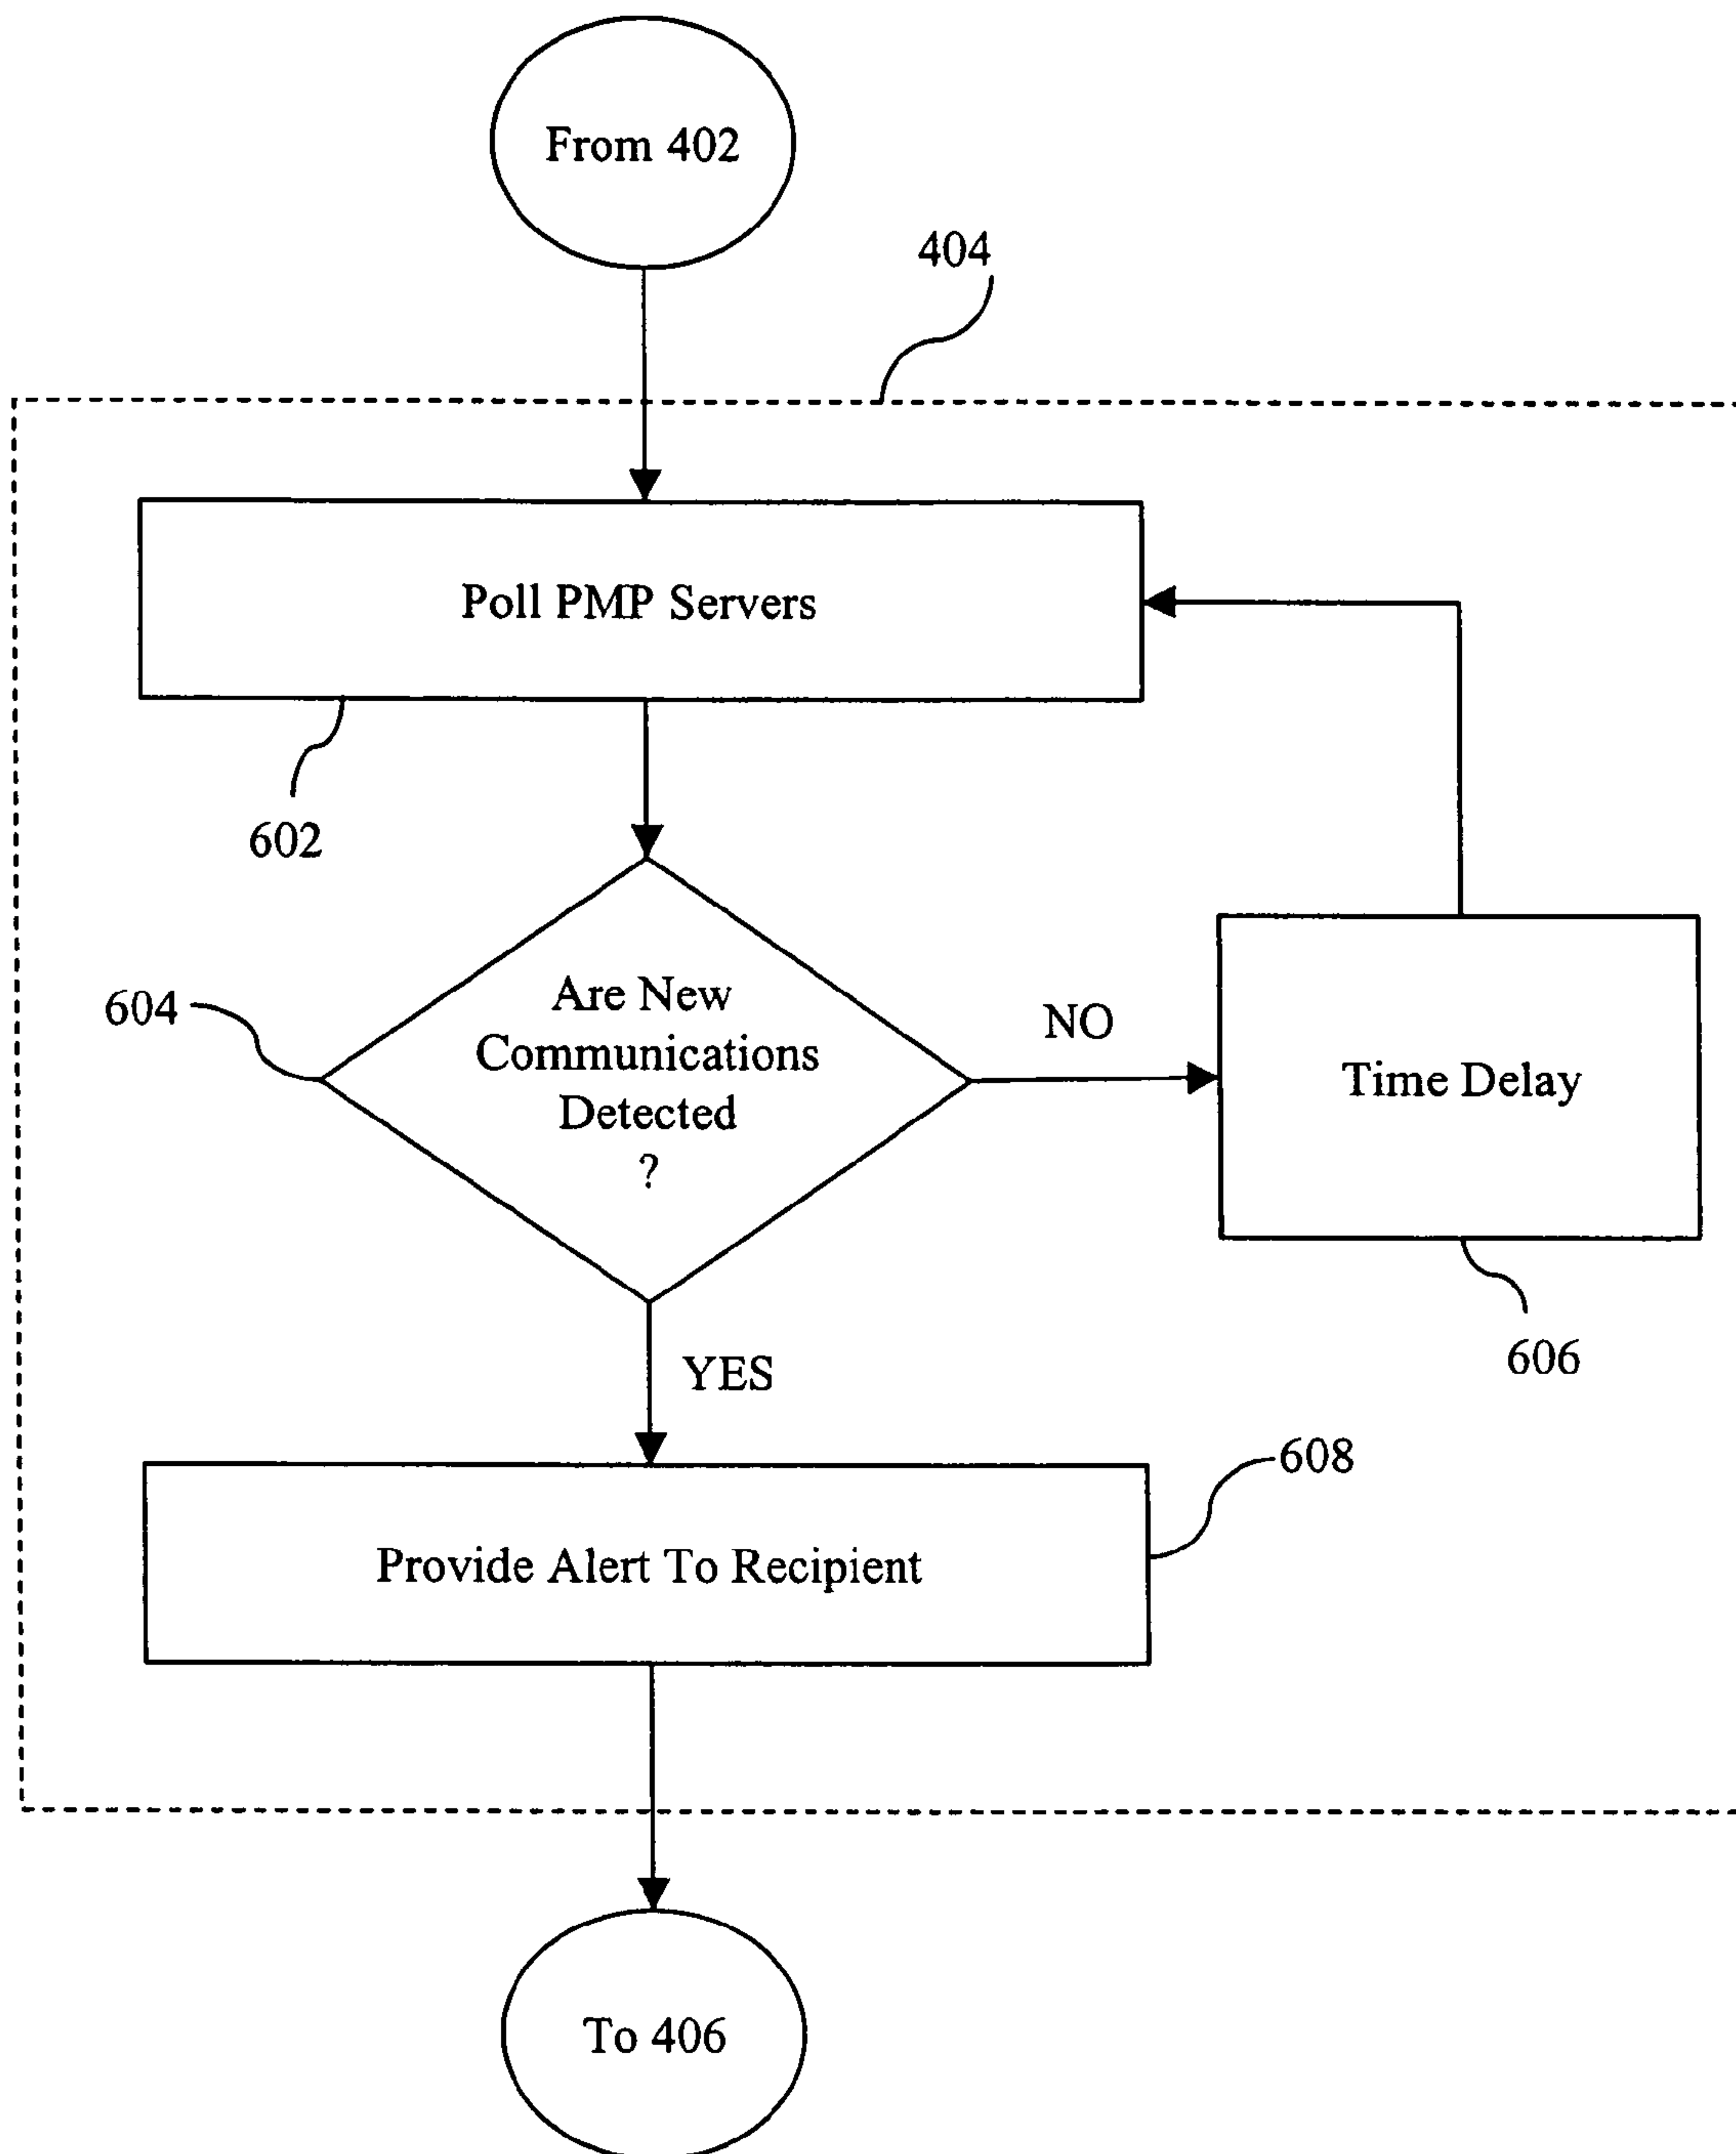 From 402
404
Poll PMP Servers
602
604
Are New
Communications
Detected
?
NO
Time Delay
606
YES
608
Provide Alert To Recipient
To 406